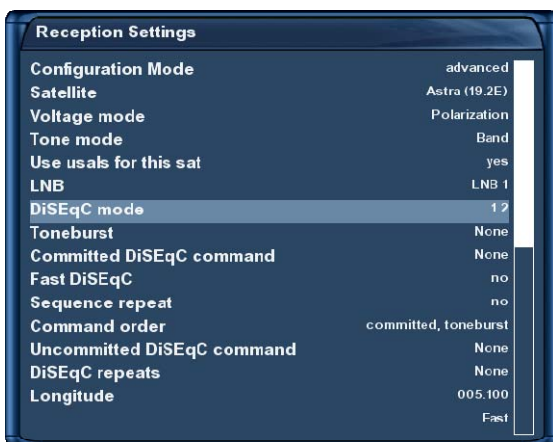 Reception Settings
Configuration Mode advanced
Satellite Astra (19.2E)
Voltage mode Polarization
Tone mode Band
Use usals for this sat yes
LNB LNB 1
DiSEqC mode 1.2
Toneburst None
Committed DiSEqC command None
Fast DiSEqC no
Sequence repeat no
Command order committed, toneburst
Uncommitted DiSEqC command None
DiSEqC repeats None
Longitude 005.100
Fast